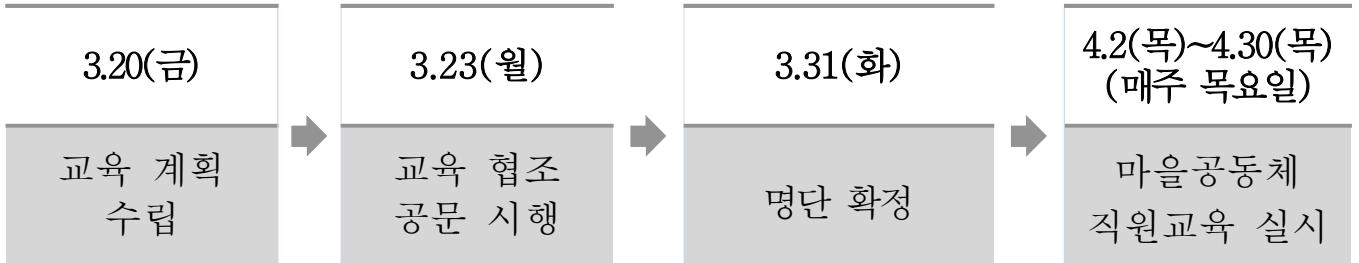 3.20(금)
교육 계획
수립
3.23(월)
교육 협조
공문 시행
3.31(화)
명단 확정
4.2(목)~4.30(목)
(매주 목요일)
마을공동체
직원교육 실시